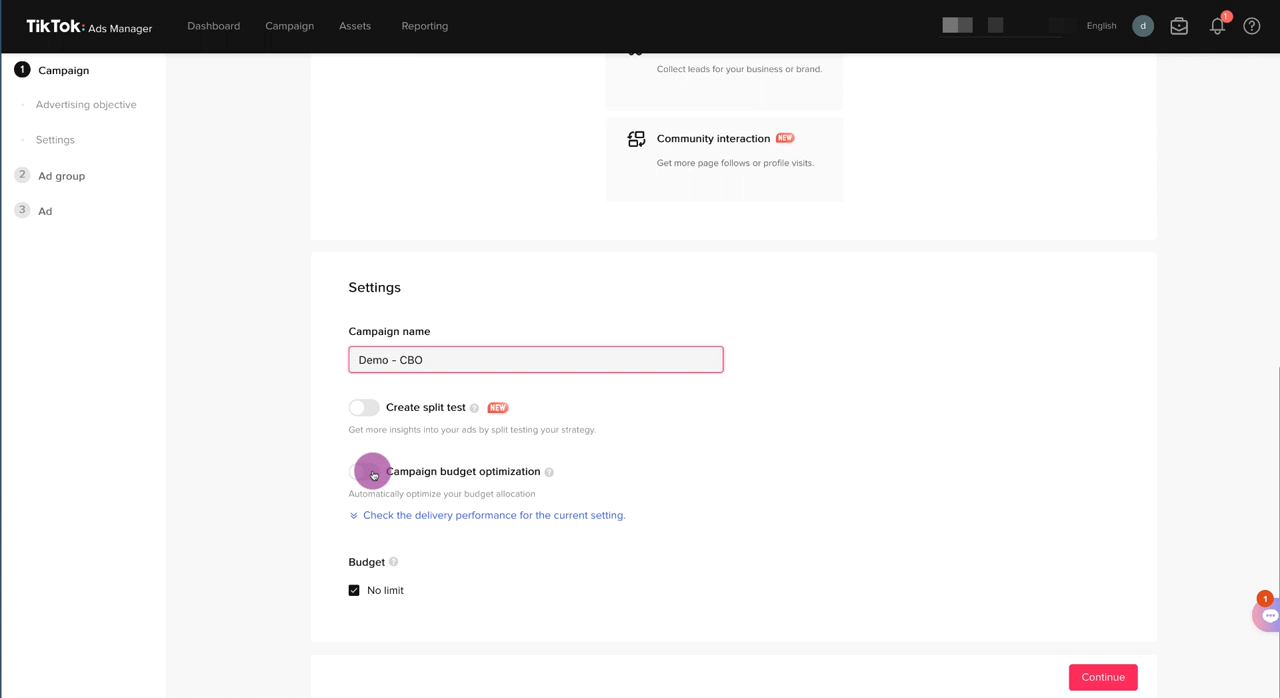 TikTok: Ads Manager
Dashboard
Campaign
Assets
Reporting
English
d
1
?
1 Campaign
Advertising objective
Settings
2 Ad group
3 Ad
Collect leads for your business or brand.
Community interaction NEW
Get more page follows or profile visits.
Settings
Campaign name
Demo - CBO
Create split test ? NEW
Get more insights into your ads by split testing your strategy.
Campaign budget optimization ?
Automatically optimize your budget allocation
Check the delivery performance for the current setting.
Budget ?
No limit
1
Continue